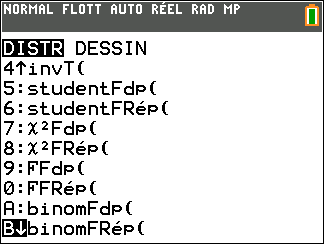 NORMAL FLOTT AUTO RÉEL RAD MP
DISTR DESSIN
4↑invT(
5:studentFdp(
6:studentFRép(
7:χ²Fdp(
8:χ²FRép(
9:FFdp(
0:FFRép(
A:binomFdp(
B↓binomFRép(